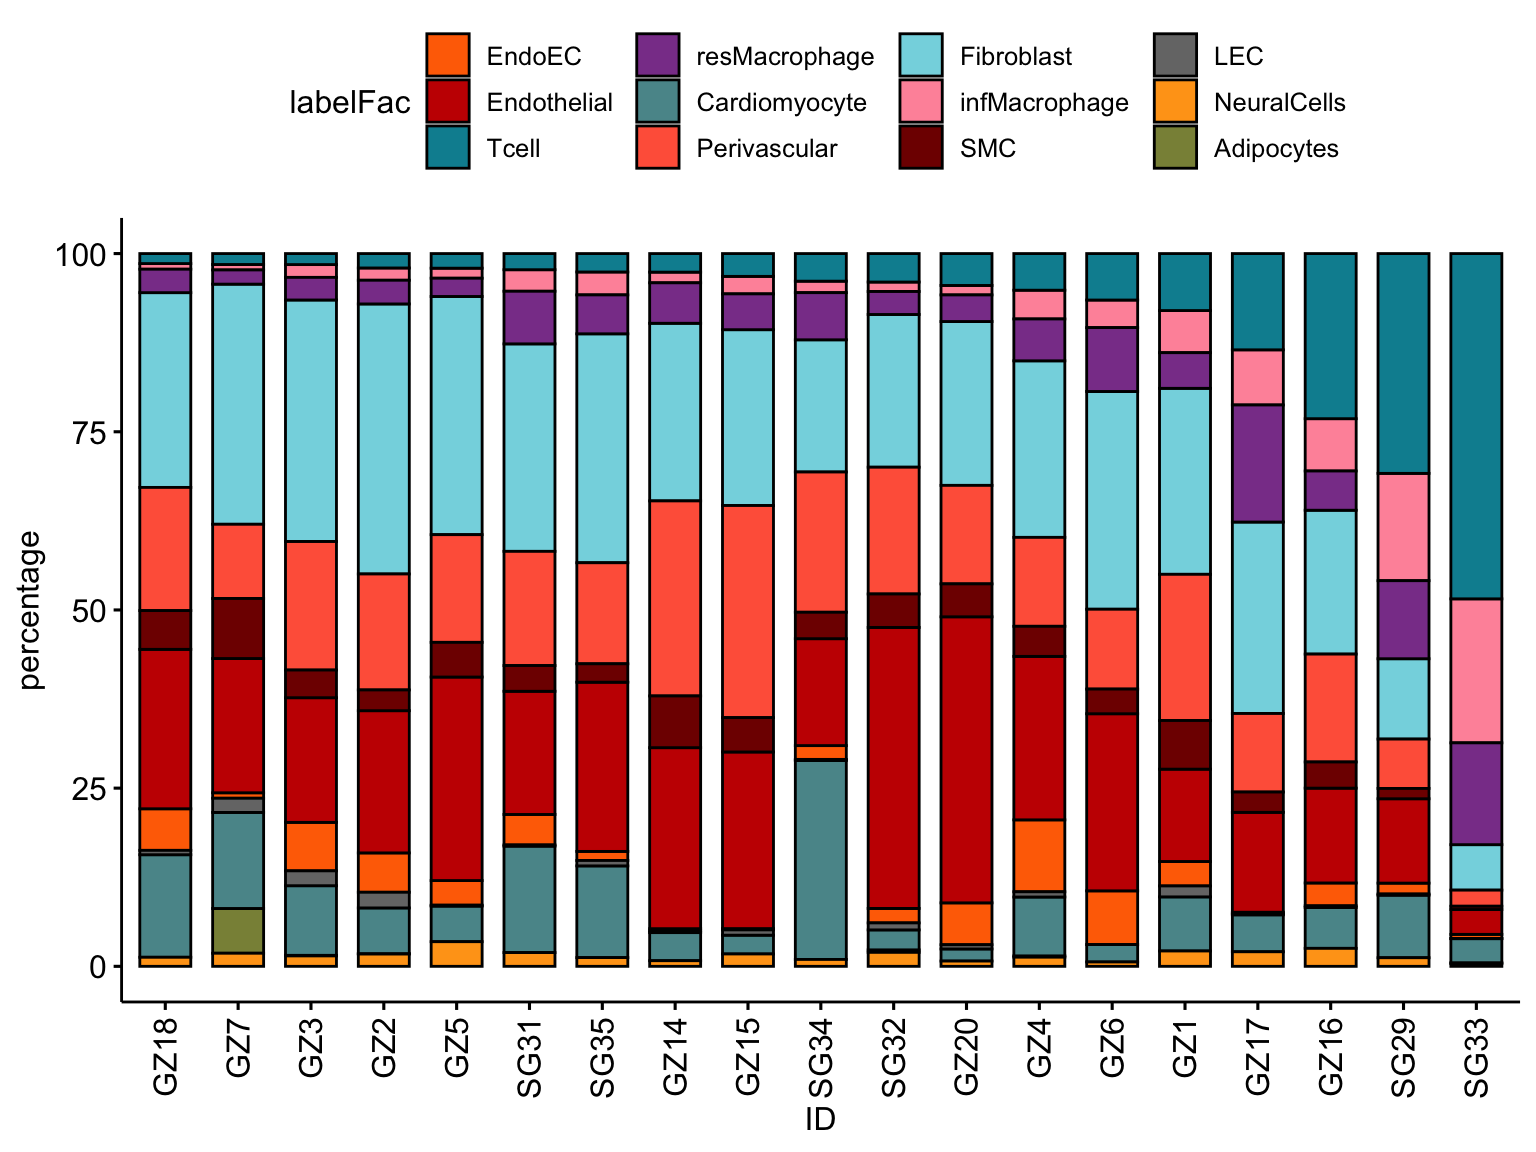 labelFac
EndoEC
Endothelial
Tcell
resMacrophage
Cardiomyocyte
Perivascular
Fibroblast
infMacrophage
SMC
LEC
NeuralCells
Adipocytes
percentage
100
75
50
25
0
GZ18
GZ7
GZ3
GZ22
GZ5
SG31
SG35
GZ14
GZ15
SG34
SG32
GZ20
GZ4
GZ6
GZ1
GZ17
GZ16
SG29
SG33
ID